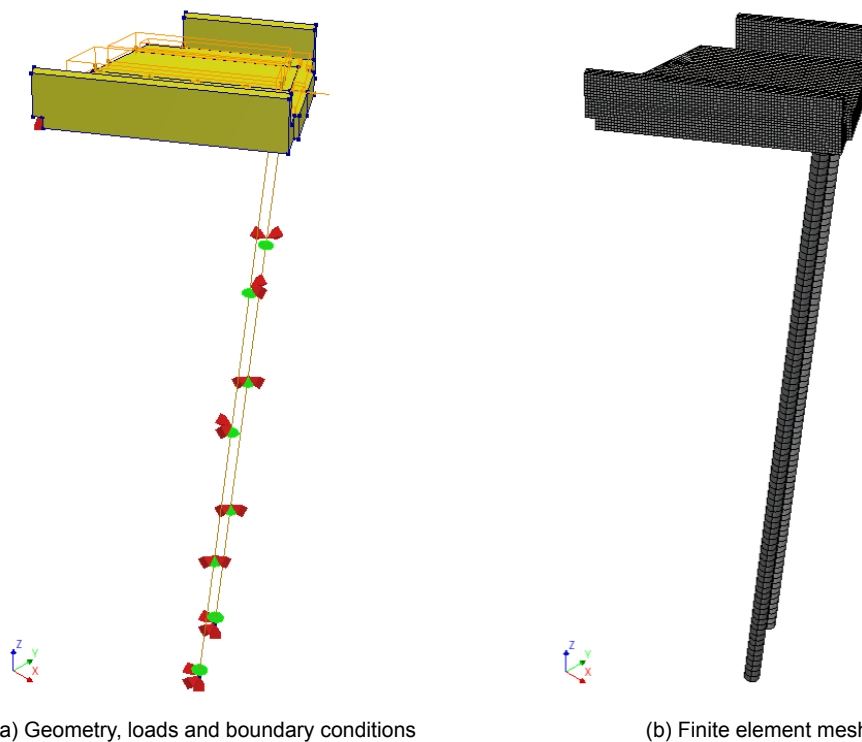 Z
Y
X
Z
Y
X
a) Geometry, loads and boundary conditions
(b) Finite element mesh